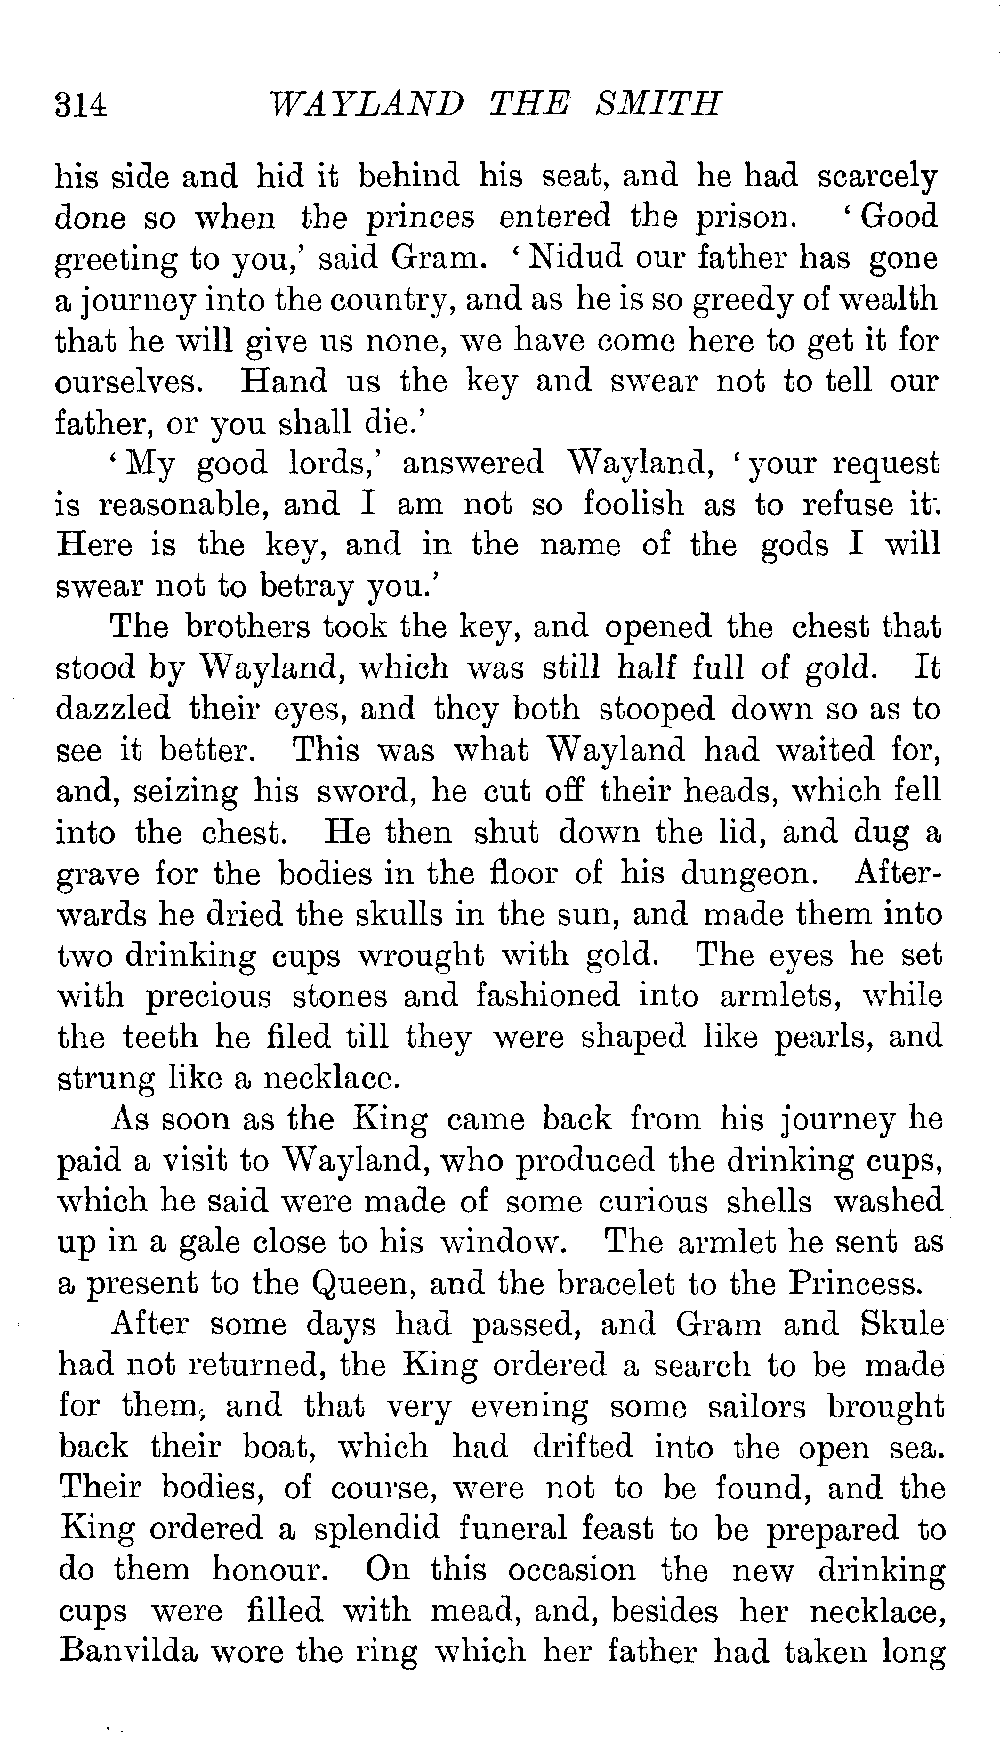 314 WAYLAND THE SMITH
his side and hid it behind his seat, and he had scarcely
done so when the princes entered the prison. ‘Good
greeting to you,’ said Gram. ‘Nidud our father has gone
a journey into the country, and as he is so greedy of wealth
that he will give us none, we have come here to get it for
ourselves. Hand us the key and swear not to tell our
father, or you shall die.’
‘My good lords,’ answered Wayland, ‘your request
is reasonable, and I am not so foolish as to refuse it.
Here is the key, and in the name of the gods I will
swear not to betray you.’
The brothers took the key, and opened the chest that
stood by Wayland, which was still half full of gold. It
dazzled their eyes, and they both stooped down so as to
see it better. This was what Wayland had waited for,
and, seizing his sword, he cut off their heads, which fell
into the chest. He then shut down the lid, and dug a
grave for the bodies in the floor of his dungeon. After-
wards he dried the skulls in the sun, and made them into
two drinking cups wrought with gold. The eyes he set
with precious stones and fashioned into armlets, while
the teeth he filed till they were shaped like pearls, and
strung like a necklace.
As soon as the King came back from his journey he
paid a visit to Wayland, who produced the drinking cups,
which he said were made of some curious shells washed
up in a gale close to his window. The armlet he sent as
a present to the Queen, and the bracelet to the Princess.
After some days had passed, and Gram and Skule
had not returned, the King ordered a search to be made
for them, and that very evening some sailors brought
back their boat, which had drifted into the open sea.
Their bodies, of course, were not to be found, and the
King ordered a splendid funeral feast to be prepared to
do them honour. On this occasion the new drinking
cups were filled with mead, and, besides her necklace,
Banvilda wore the ring which her father had taken long